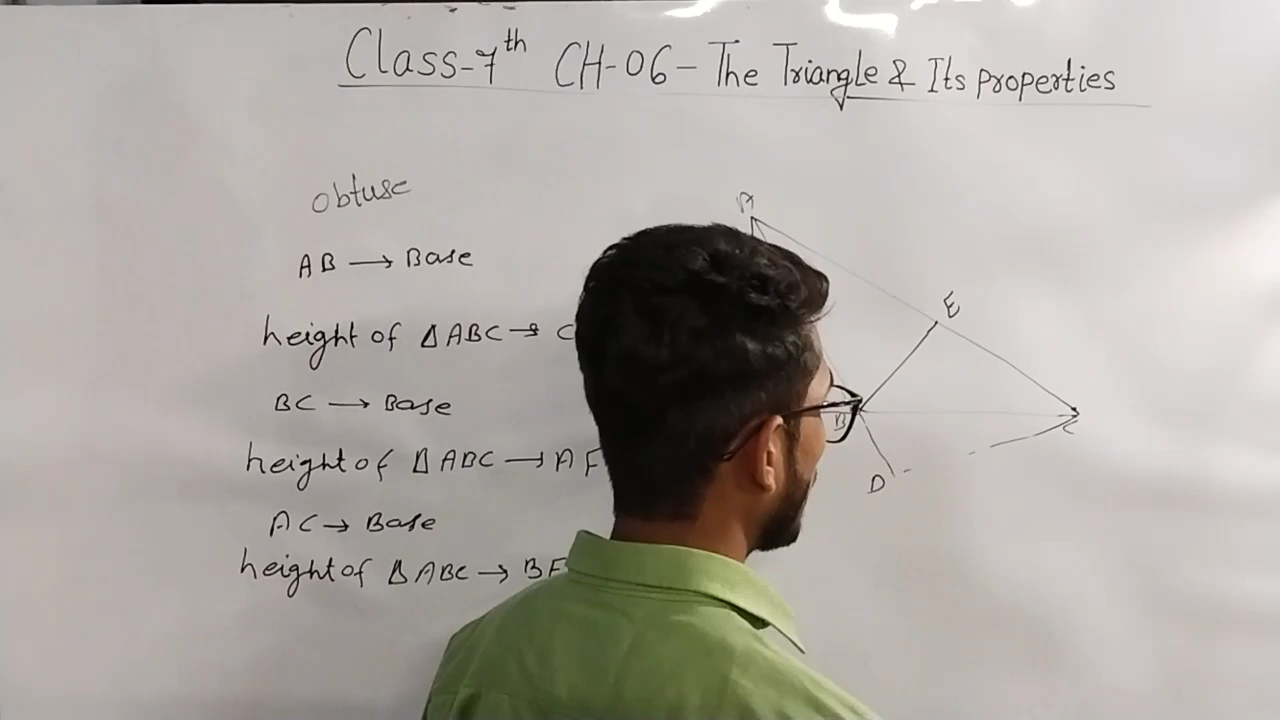 Class-7th CH-06- The Triangle & Its properties
obtuse
AB → Base
height of ΔABC → C
BC → Base
height of ΔABC → AF
AC → Base
height of ΔABC → BE
A
E
B
C
D